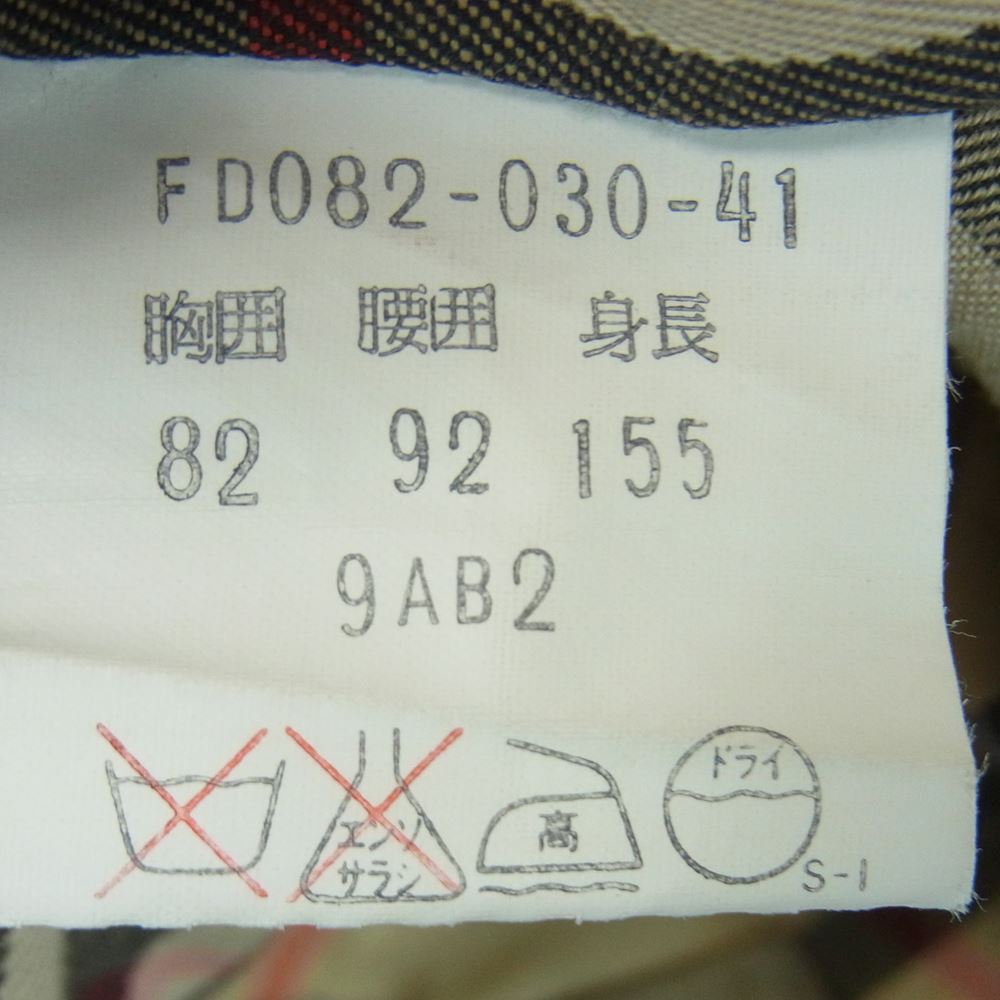 FD082-030-41
胸囲 腰囲 身長
82 92 155
9AB2
エンソ
サラシ
高
ドライ
S-1